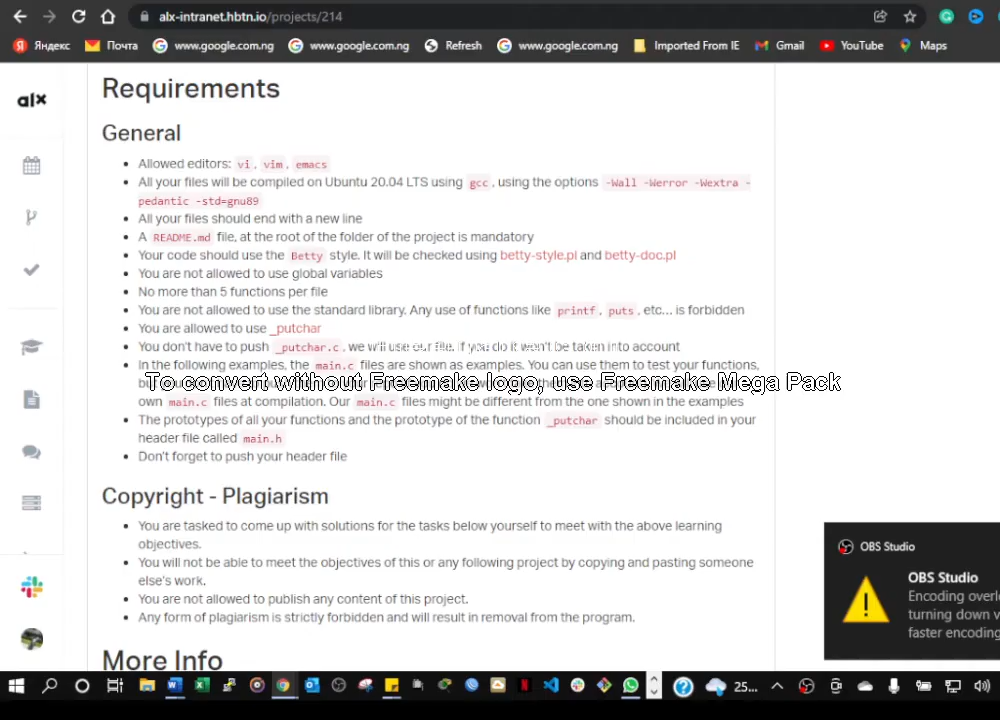 alx-intranet.hbtn.io/projects/214
Яндекс Почта www.google.com.ng www.google.com.ng Refresh www.google.com.ng Imported From IE Gmail YouTube Maps
alx
Requirements
General
• Allowed editors: vi, vim, emacs
• All your files will be compiled on Ubuntu 20.04 LTS using gcc, using the options -Wall -Werror -Wextra -
pedantic -std=gnu89
• All your files should end with a new line
• A README.md file, at the root of the folder of the project is mandatory
• Your code should use the Betty style. It will be checked using betty-style.pl and betty-doc.pl
• You are not allowed to use global variables
• No more than 5 functions per file
• You are not allowed to use the standard library. Any use of functions like printf, puts, etc... is forbidden
• You are allowed to use _putchar
• You don't have to push _putchar.c, we will use our file. If you do it won't be taken into account
• In the following examples, the main.c files are shown as examples. You can use them to test your functions,
To convert without Freemake logo, use Freemake Mega Pack
own main.c files at compilation. Our main.c files might be different from the one shown in the examples
• The prototypes of all your functions and the prototype of the function _putchar should be included in your
header file called main.h
• Don't forget to push your header file
Copyright - Plagiarism
• You are tasked to come up with solutions for the tasks below yourself to meet with the above learning
objectives.
• You will not be able to meet the objectives of this or any following project by copying and pasting someone
else's work.
• You are not allowed to publish any content of this project.
• Any form of plagiarism is strictly forbidden and will result in removal from the program.
More Info
OBS Studio
OBS Studio
Encoding
turning down
faster encoding
25...